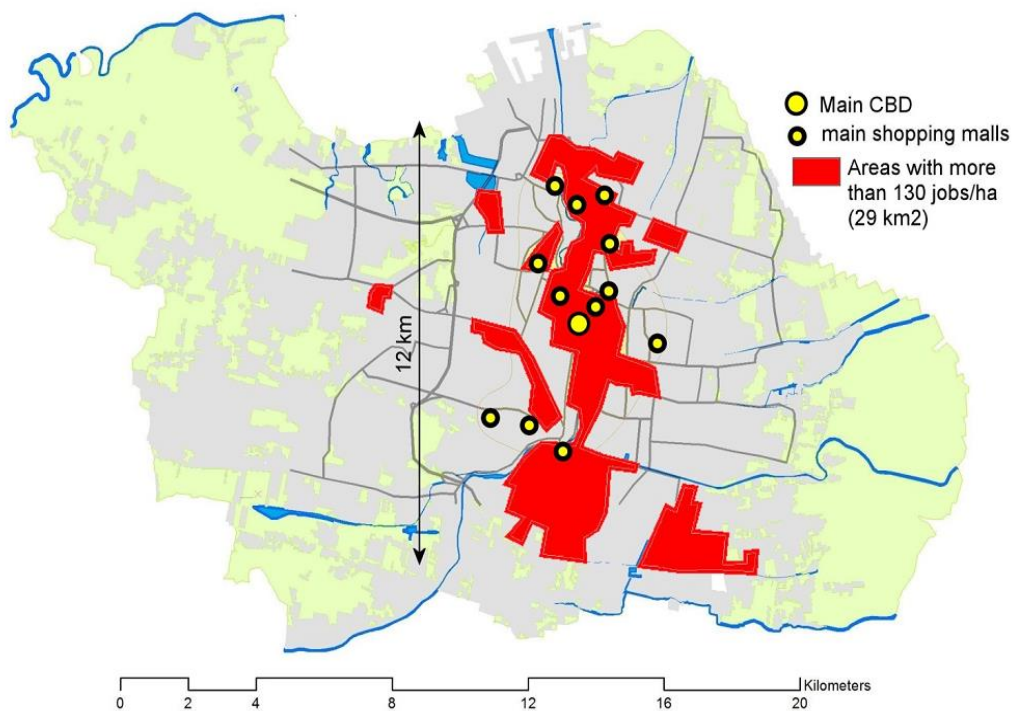 Main CBD
main shopping malls
Areas with more
than 130 jobs/ha
(29 km2)
12 km
Kilometers
0 2 4 8 12 16 20